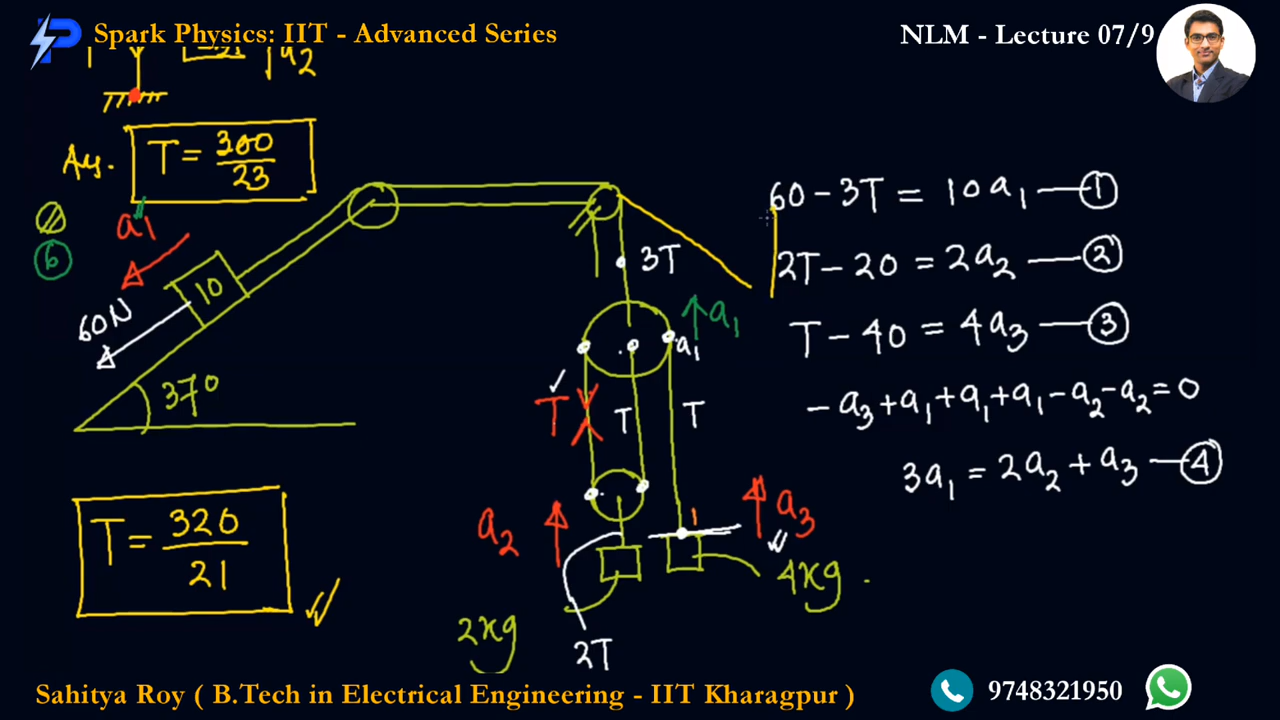 Spark Physics: IIT - Advanced Series
NLM - Lecture 07/9
a2
Ay. T = 300/23
a1
6
10
60N
37°
3T
a1
a1
T
T
T
a2
a3
4kg.
2kg
2T
60 - 3T = 10a1 —①
2T - 20 = 2a2 —②
T - 40 = 4a3 —③
-a3 + a1 + a1 + a1 - a2 - a2 = 0
3a1 = 2a2 + a3 —④
T = 320/21
Sahitya Roy ( B.Tech in Electrical Engineering - IIT Kharagpur )
9748321950